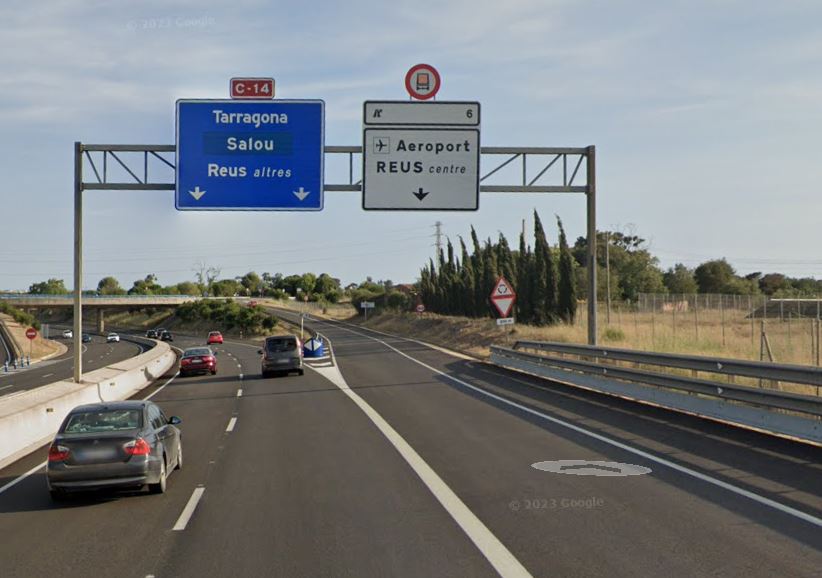 © 2023 Google
C-14
Tarragona
Salou
Reus altres
6
Aeroport
REUS centre
© 2023 Google